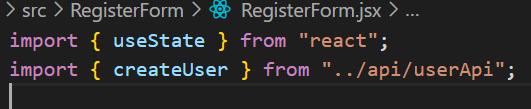 > src > RegisterForm > RegisterForm.jsx > ...
import { useState } from "react";
import { createUser } from "../api/userApi";